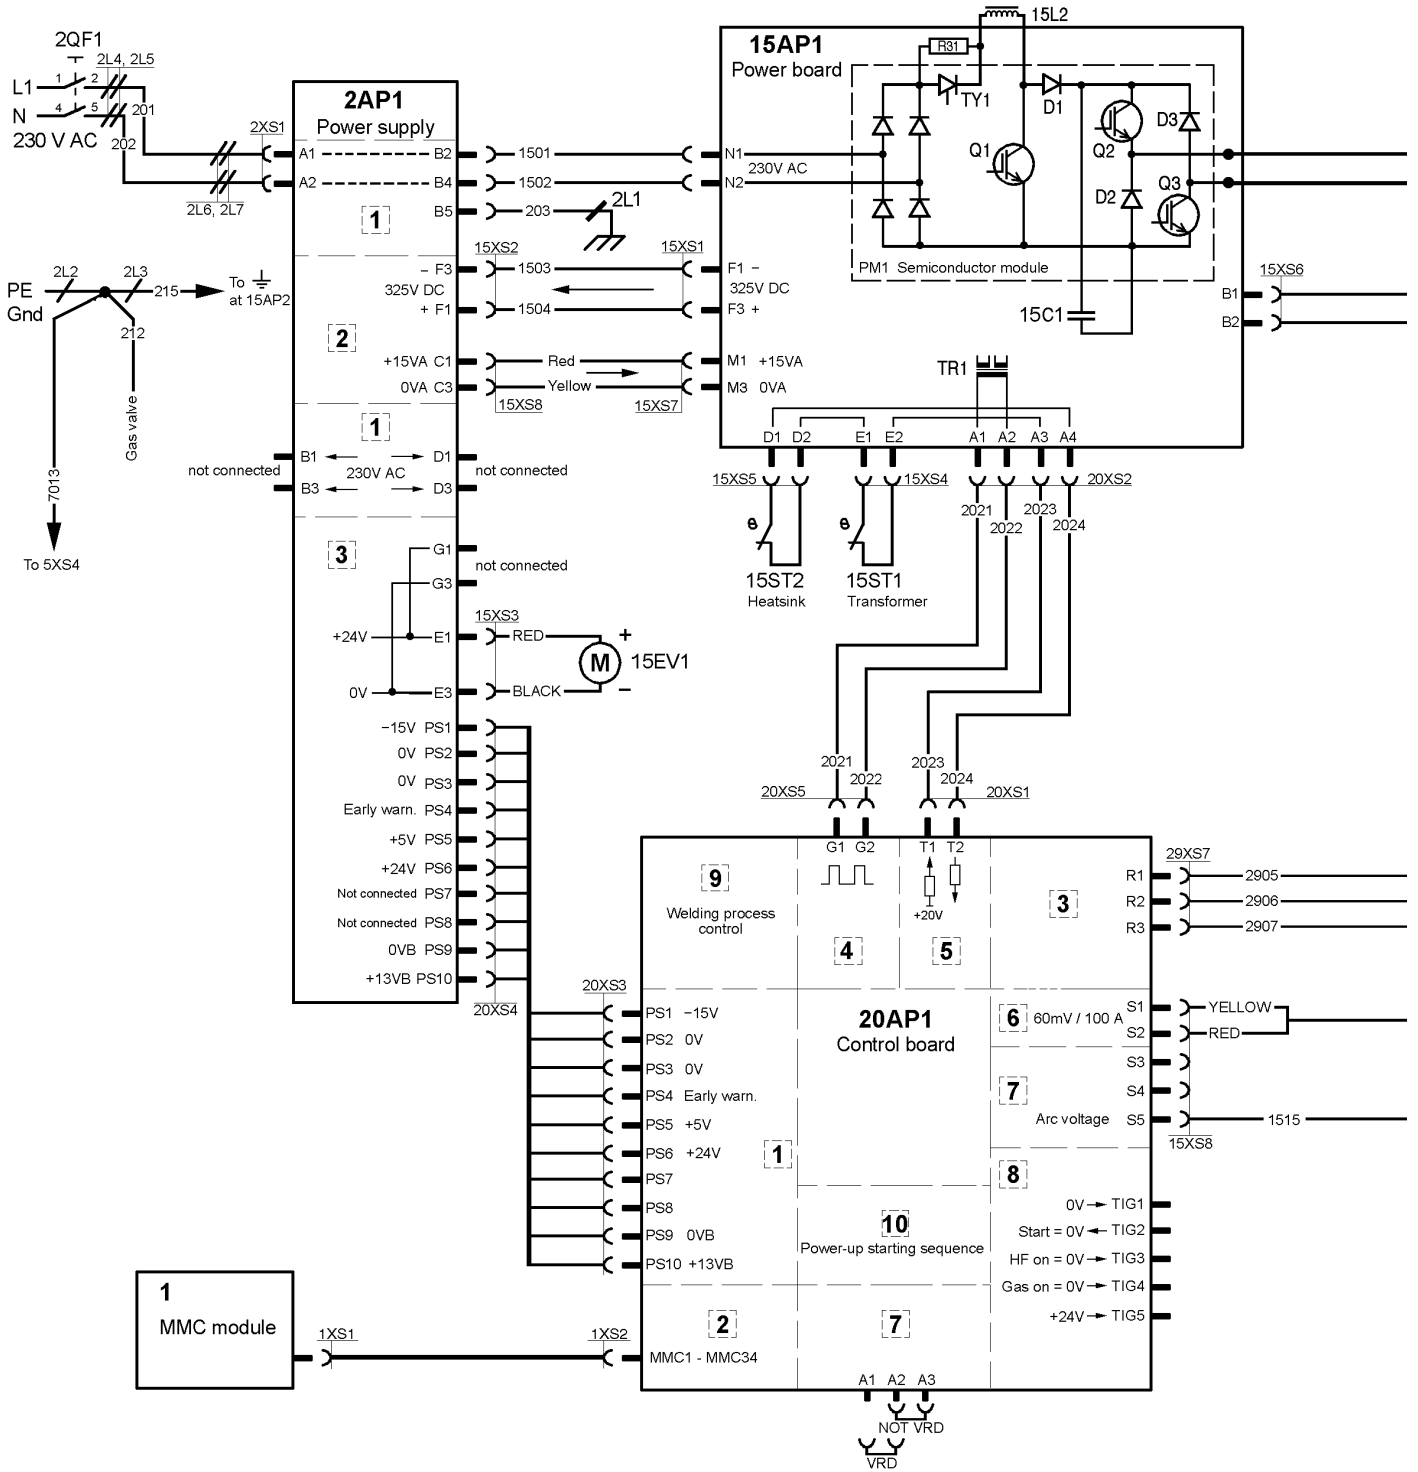 2QF1
2L4, 2L5
L1
1
2
N
4
5
201
230 V AC
202
2XS1
2L6, 2L7
2AP1
Power supply
A1
B2
A2
B4
B5
1
1501
1502
203
2L1
15L2
15AP1
Power board
R31
TY1
D1
Q1
Q2
D3
D2
Q3
N1
230V AC
N2
PM1 Semiconductor module
15C1
15XS6
B1
B2
PE
Gnd
2L2
2L3
215
To
at 15AP2
212
Gas valve
7013
To 5XS4
− F3
325V DC
+ F1
2
15XS2
1503
15XS1
1504
F1 −
325V DC
F3 +
+15VA C1
0VA C3
Red
Yellow
15XS8
15XS7
M1 +15VA
M3 0VA
TR1
1
not connected
B1
D1
230V AC
not connected
B3
D3
D1
D2
E1
E2
A1
A2
A3
A4
15XS5
15XS4
20XS2
2021
2022
2023
2024
θ
θ
15ST2
Heatsink
15ST1
Transformer
3
G1
not connected
G3
+24V
E1
0V
E3
15XS3
RED
BLACK
M
+
−
15EV1
−15V PS1
0V PS2
0V PS3
Early warn. PS4
+5V PS5
+24V PS6
Not connected PS7
Not connected PS8
0VB PS9
+13VB PS10
20XS4
2021
2022
2023
2024
20XS5
20XS1
G1
G2
T1
T2
+20V
9
Welding process
control
4
5
3
29XS7
R1
2905
R2
2906
R3
2907
20XS3
20AP1
Control board
PS1 −15V
PS2 0V
PS3 0V
PS4 Early warn.
PS5 +5V
PS6 +24V
PS7
PS8
PS9 0VB
PS10 +13VB
1
6
60mV / 100 A
S1
YELLOW
S2
RED
S3
7
S4
Arc voltage
S5
1515
15XS8
8
10
Power-up starting sequence
0V
TIG1
Start = 0V
TIG2
HF on = 0V
TIG3
Gas on = 0V
TIG4
+24V
TIG5
1
MMC module
1XS1
1XS2
2
MMC1 - MMC34
7
A1
A2
A3
NOT VRD
VRD